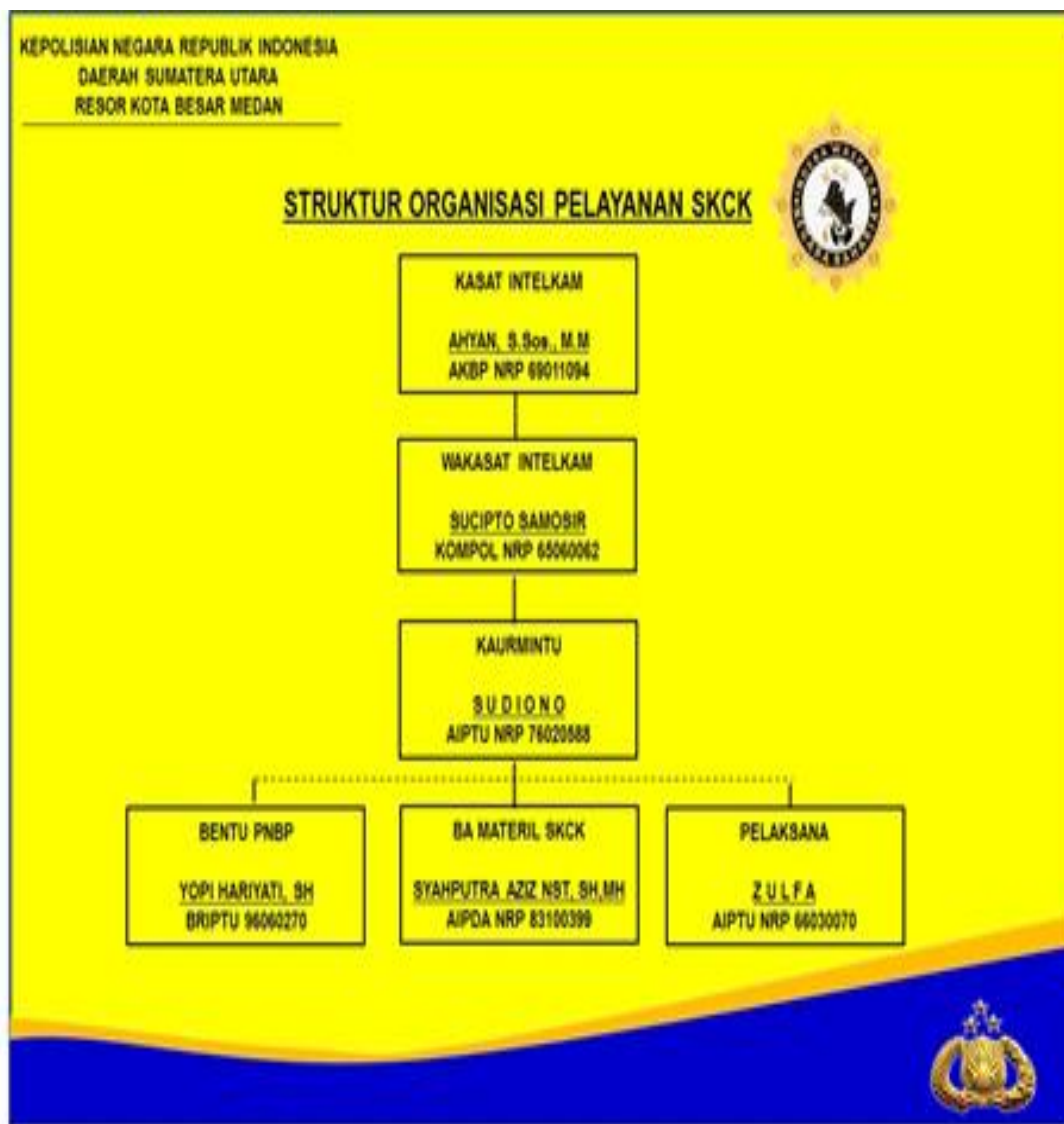 KEPOLISIAN NEGARA REPUBLIK INDONESIA
DAERAH SUMATERA UTARA
RESOR KOTA BESAR MEDAN
STRUKTUR ORGANISASI PELAYANAN SKCK
KASAT INTELKAM
AHYAN, S.Sos., M.M
AKBP NRP 69011094
WAKASAT INTELKAM
SUCIPTO SAMOSIR
KOMPOL NRP 65060062
KAURMINTU
S U D I O N O
AIPTU NRP 76020588
BENTU PNBP
YOPI HARIYATI, SH
BRIPTU 96060270
BA MATERIL SKCK
SYAHPUTRA AZIZ NST, SH,MH
AIPDA NRP 83100399
PELAKSANA
Z U L F A
AIPTU NRP 66030070